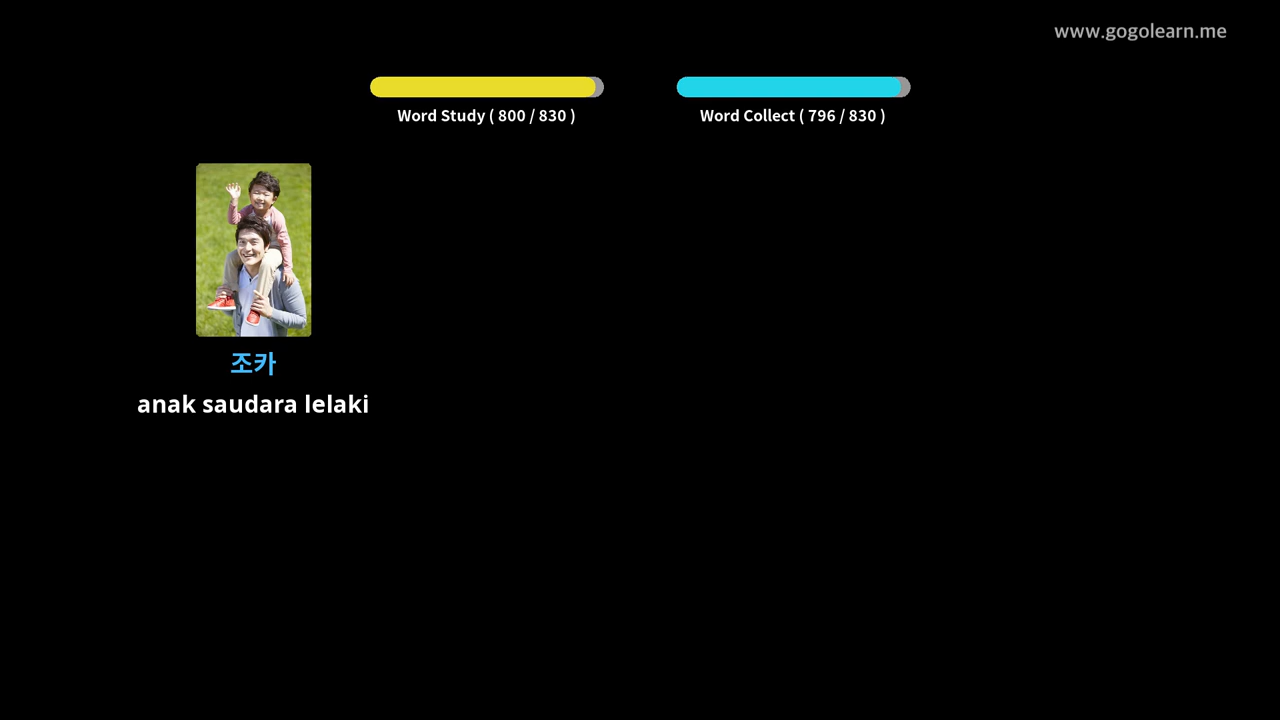 www.gogolearn.me
Word Study ( 800 / 830 )
Word Collect ( 796 / 830 )
조카
anak saudara lelaki